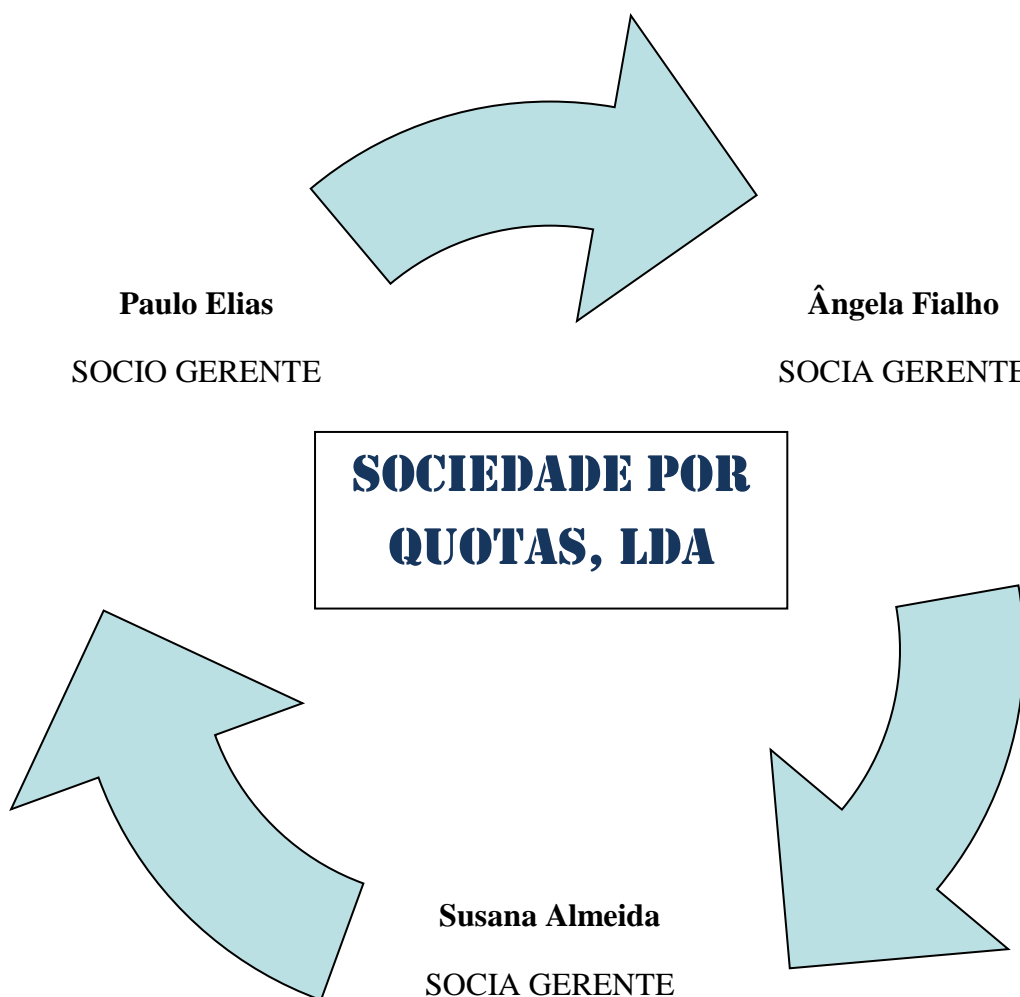 Paulo Elias
SOCIO GERENTE
Ângela Fialho
SOCIA GERENTE
SOCIEDADE POR
QUOTAS, LDA
Susana Almeida
SOCIA GERENTE